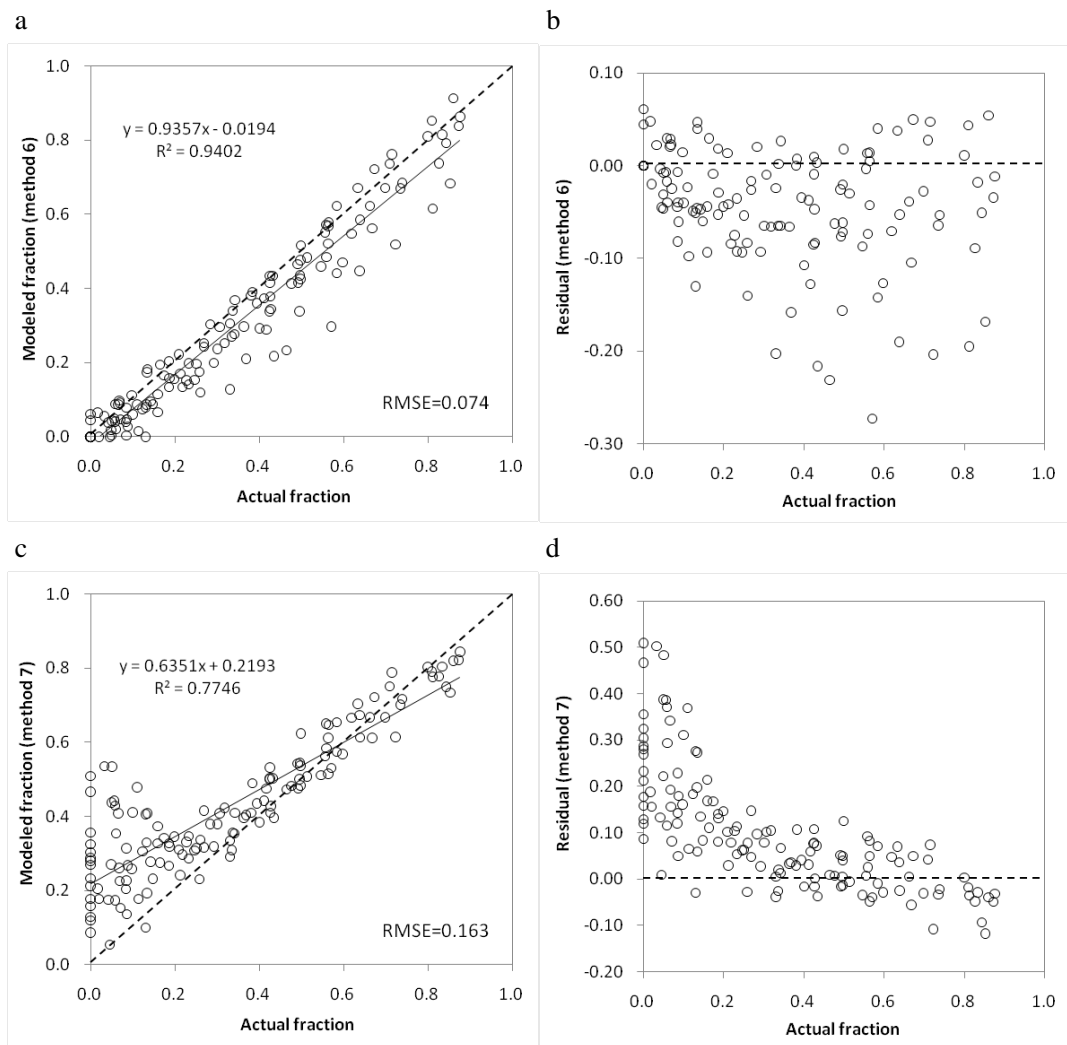 a
1.0
0.8
0.6
0.4
0.2
0.0
Modeled fraction (method 6)
y = 0.9357x - 0.0194
R² = 0.9402
RMSE=0.074
0.0 0.2 0.4 0.6 0.8 1.0
Actual fraction
b
0.10
0.00
-0.10
-0.20
-0.30
Residual (method 6)
0.0 0.2 0.4 0.6 0.8 1.0
Actual fraction
c
1.0
0.8
0.6
0.4
0.2
0.0
Modeled fraction (method 7)
y = 0.6351x + 0.2193
R² = 0.7746
RMSE=0.163
0.0 0.2 0.4 0.6 0.8 1.0
Actual fraction
d
0.60
0.50
0.40
0.30
0.20
0.10
0.00
-0.10
-0.20
Residual (method 7)
0.0 0.2 0.4 0.6 0.8 1.0
Actual fraction